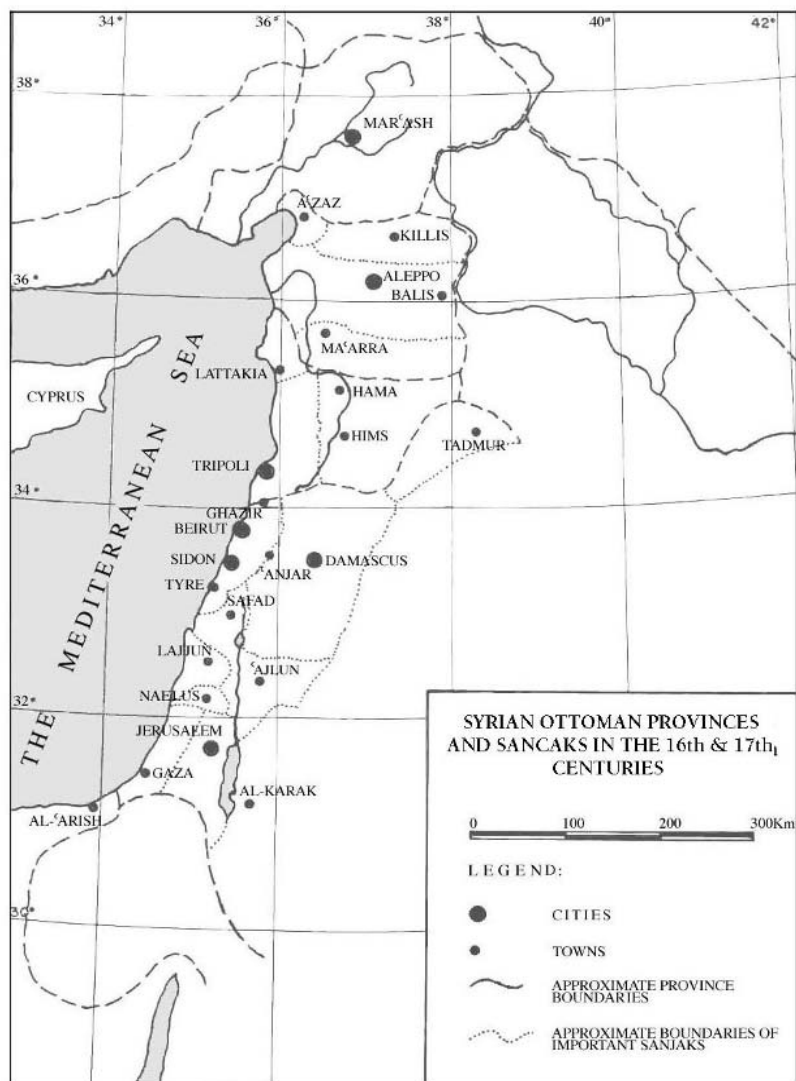 34°
36°
38°
40°
42°
38°
MARʿASH
AʿZAZ
KILLIS
36°
ALEPPO
BALIS
MAʿARRA
LATTAKIA
CYPRUS
HAMA
HIMS
TADMUR
THE MEDITERRANEAN SEA
TRIPOLI
34°
GHAZIR
BEIRUT
SIDON
ʿANJAR
DAMASCUS
TYRE
SAFAD
LAJJUN
ʿAJLUN
NAELUS
32°
JERUSAEEM
GAZA
AL-KARAK
AL-ʿARISH
30°
SYRIAN OTTOMAN PROVINCES
AND SANCAKS IN THE 16th & 17th
CENTURIES
0 100 200 300Km
LEGEND:
CITIES
TOWNS
APPROXIMATE PROVINCE
BOUNDARIES
APPROXIMATE BOUNDARIES OF
IMPORTANT SANJAKS